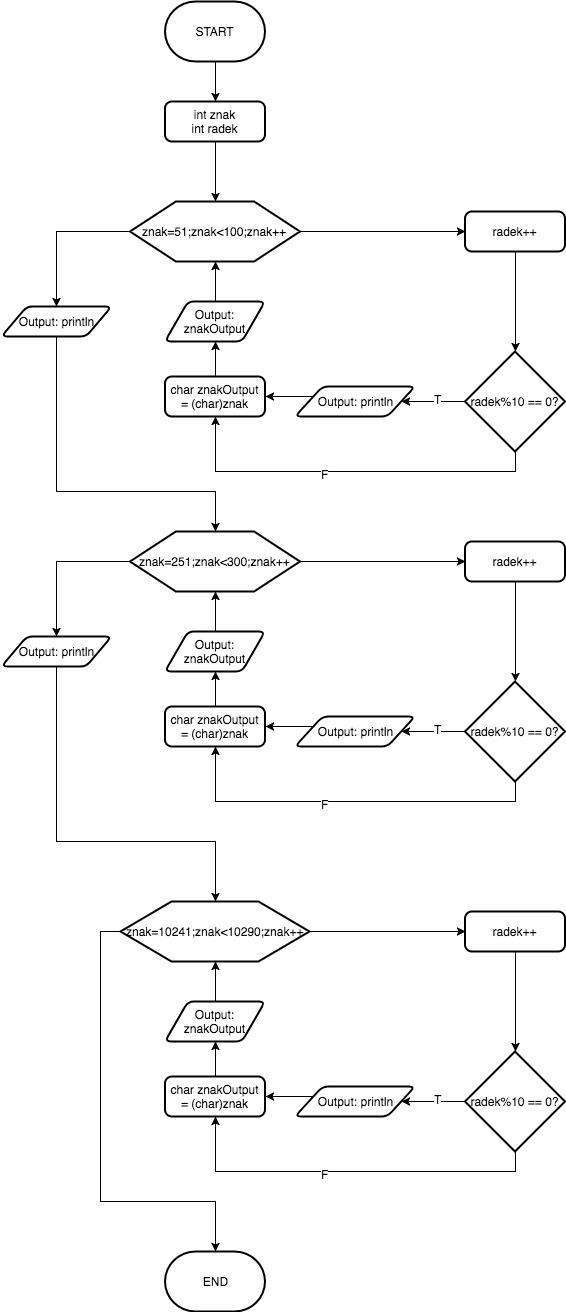 START
int znak
int radek
znak=51;znak<100;znak++
radek++
Output: println
Output:
znakOutput
char znakOutput
= (char)znak
Output: println
T
radek%10 == 0?
F
znak=251;znak<300;znak++
radek++
Output: println
Output:
znakOutput
char znakOutput
= (char)znak
Output: println
T
radek%10 == 0?
F
znak=10241;znak<10290;znak++
radek++
Output:
znakOutput
char znakOutput
= (char)znak
Output: println
T
radek%10 == 0?
F
END